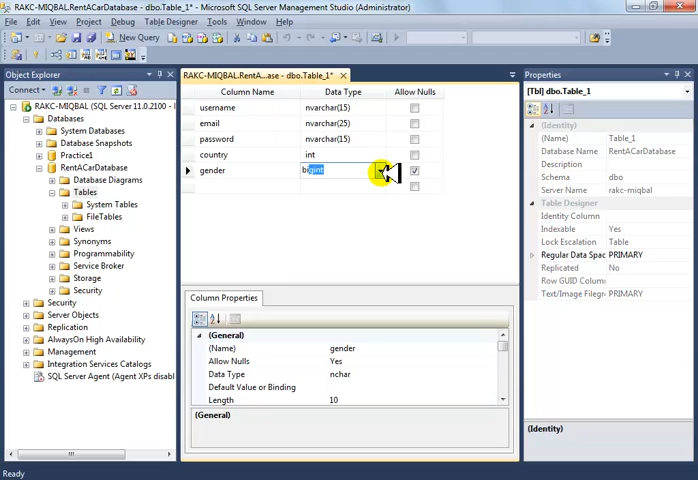 RAKC-MIQBAL.RentACarDatabase - dbo.Table_1* - Microsoft SQL Server Management Studio (Administrator)
File Edit View Project Debug Table Designer Tools Window Help
New Query
Object Explorer
Connect
RAKC-MIQBAL (SQL Server 11.0.2100 - RAKC
Databases
System Databases
Database Snapshots
Practice1
RentACarDatabase
Database Diagrams
Tables
System Tables
FileTables
Views
Synonyms
Programmability
Service Broker
Storage
Security
Security
Server Objects
Replication
AlwaysOn High Availability
Management
Integration Services Catalogs
SQL Server Agent (Agent XPs disabl
RAKC-MIQBAL.RentA...ase - dbo.Table_1*
Column Name Data Type Allow Nulls
username nvarchar(15)
email nvarchar(25)
password nvarchar(15)
country int
gender bigint
Column Properties
(General)
(Name) gender
Allow Nulls Yes
Data Type nchar
Default Value or Binding
Length 10
(General)
Properties
[Tbl] dbo.Table_1
(Identity)
(Name) Table_1
Database Name RentACarDatabase
Description
Schema dbo
Server Name rakc-miqbal
Table Designer
Identity Column
Indexable Yes
Lock Escalation Table
Regular Data Spac PRIMARY
Replicated No
Row GUID Column
Text/Image Filegr PRIMARY
(Identity)
Ready